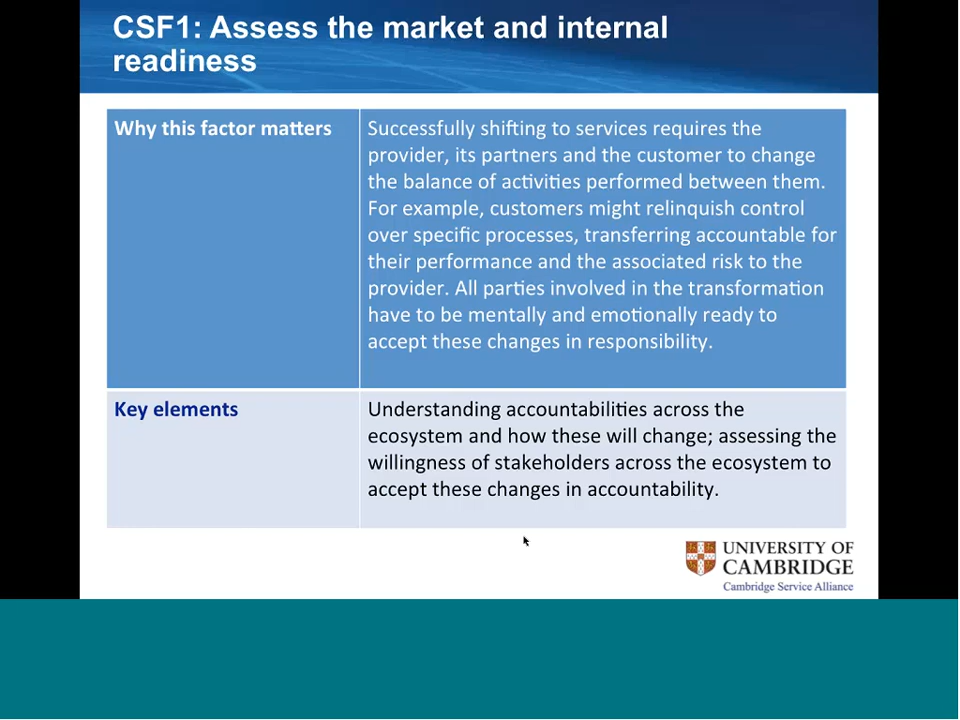 CSF1: Assess the market and internal
readiness
Why this factor matters
Successfully shifting to services requires the
provider, its partners and the customer to change
the balance of activities performed between them.
For example, customers might relinquish control
over specific processes, transferring accountable for
their performance and the associated risk to the
provider. All parties involved in the transformation
have to be mentally and emotionally ready to
accept these changes in responsibility.
Key elements
Understanding accountabilities across the
ecosystem and how these will change; assessing the
willingness of stakeholders across the ecosystem to
accept these changes in accountability.
UNIVERSITY OF
CAMBRIDGE
Cambridge Service Alliance